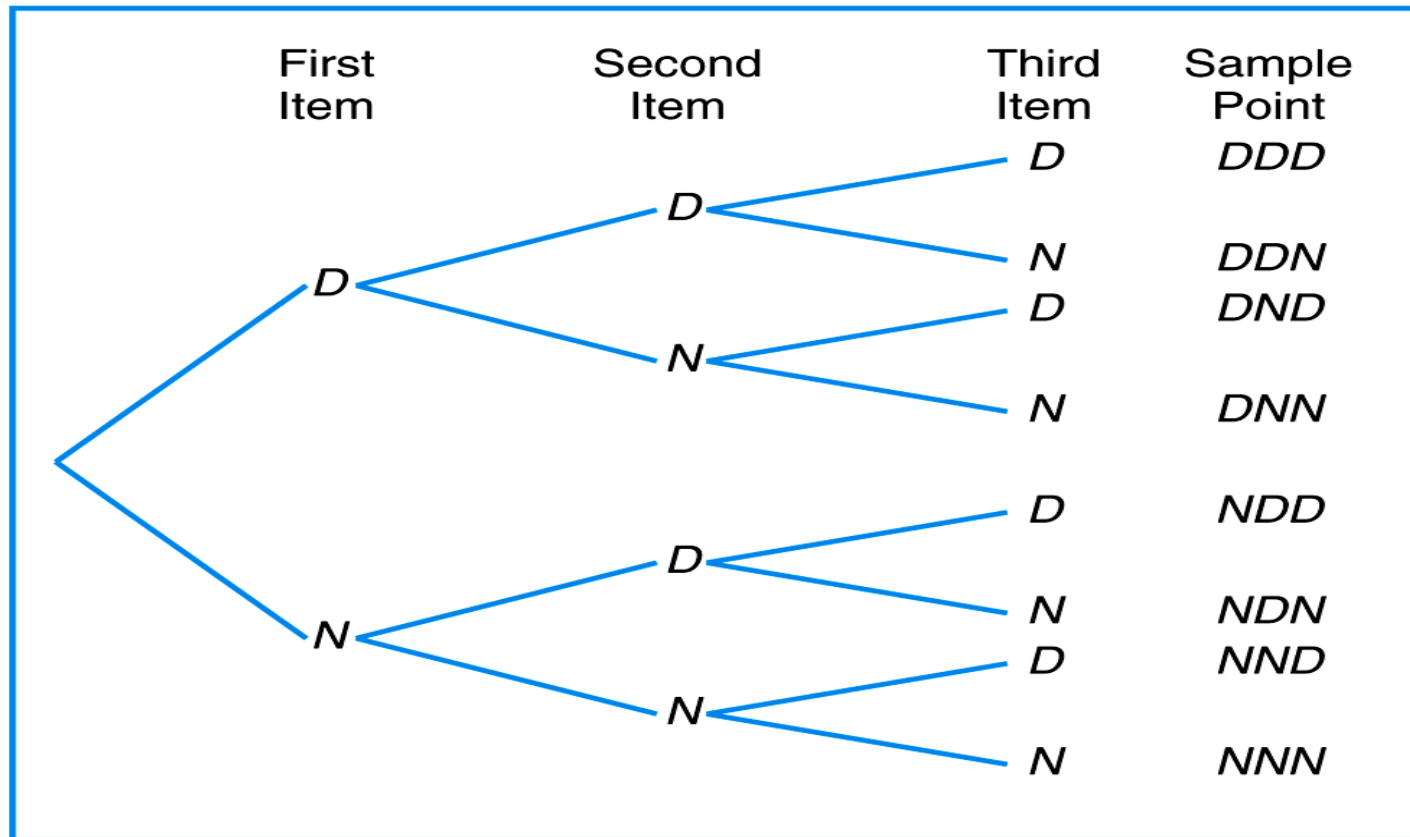 First Second Third Sample
Item Item Item Point
D DDD
D
N DDN
D
D DND
N
N DNN
D NDD
D
N NDN
N
D NND
N
N NNN